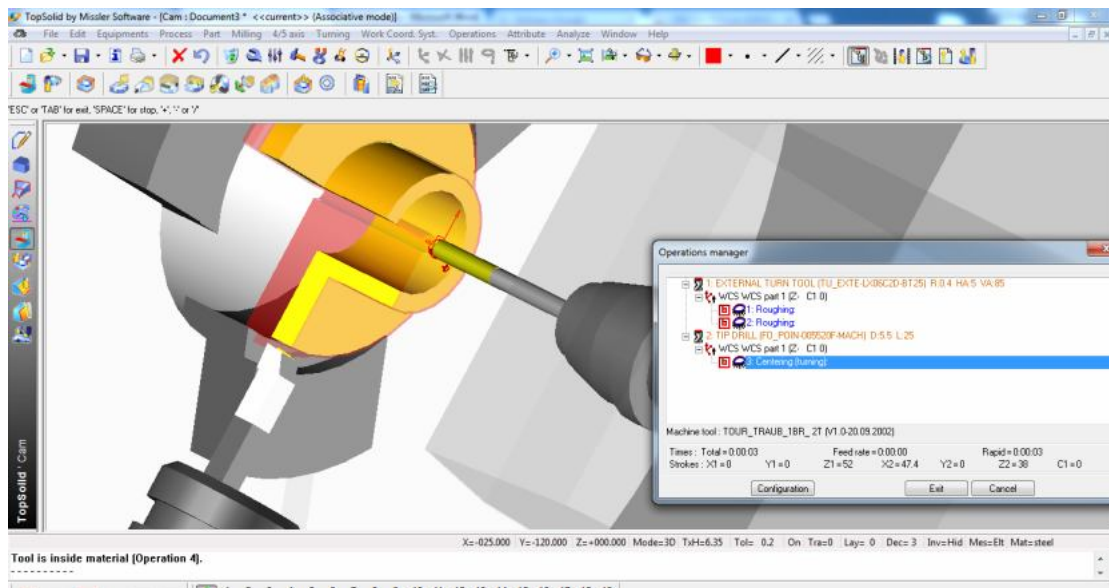 TopSolid by Missler Software - [Cam : Document3 * <<current>> (Associative mode)]
File Edit Equipments Process Part Milling 4/5 axis Turning Work Coord. Syst. Operations Attribute Analyze Window Help
'ESC' or 'TAB' for exit, 'SPACE' for stop, '+', '-' or '/'
Operations manager
1: EXTERNAL TURN TOOL (TU_EXTE-LX06C2D-BT25) R:0.4 HA:5 VA:85
WCS WCS part 1 (Z- C1 0)
1: Roughing:
2: Roughing:
2: TIP DRILL (FO_POIN-005520F-MACH) D:5.5 L:25
WCS WCS part 1 (Z- C1 0)
3: Centering (turning):
Machine tool : TOUR_TRAUB_1BR_ 2T (V1.0-20.09.2002)
Times : Total = 0:00:03 Feed rate = 0:00:00 Rapid = 0:00:03
Strokes : X1 = 0 Y1 = 0 Z1 = 52 X2 = 47.4 Y2 = 0 Z2 = 38 C1 = 0
Configuration Exit Cancel
TopSolid'Cam
X=-025.000 Y=-120.000 Z=+000.000 Mode=3D TxH=6.35 Tol= 0.2 On Tra=0 Lay= 0 Dec= 3 Inv=Hid Mes=Elt Mat=steel
Tool is inside material (Operation 4).
----------